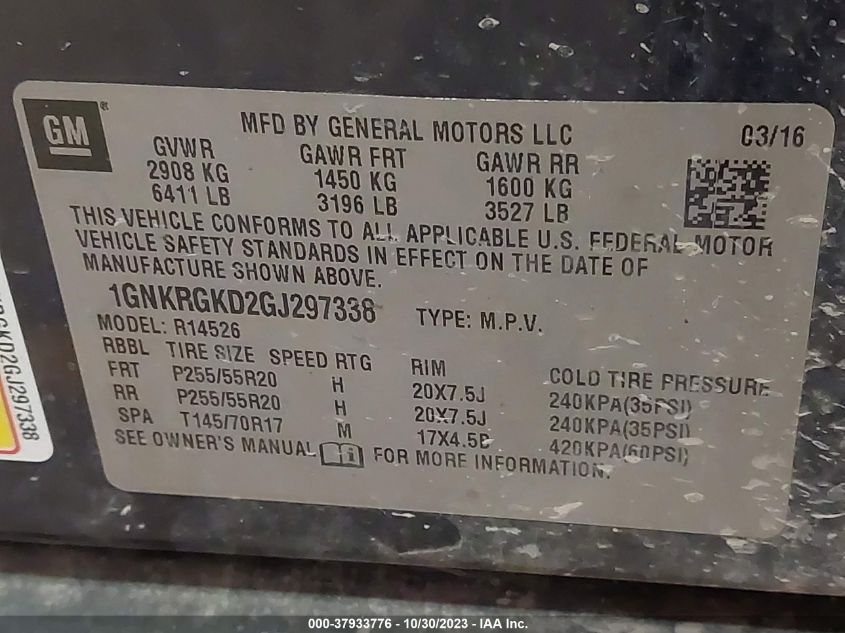 GM ®
MFD BY GENERAL MOTORS LLC 03/16
GVWR GAWR FRT GAWR RR
2908 KG 1450 KG 1600 KG
6411 LB 3196 LB 3527 LB
THIS VEHICLE CONFORMS TO ALL APPLICABLE U.S. FEDERAL MOTOR
VEHICLE SAFETY STANDARDS IN EFFECT ON THE DATE OF
MANUFACTURE SHOWN ABOVE.
1GNKRGKD2GJ297338 TYPE: M.P.V.
MODEL: R14526
RBBL TIRE SIZE SPEED RTG RIM COLD TIRE PRESSURE
FRT P255/55R20 H 20X7.5J 240KPA(35PSI)
RR P255/55R20 H 20X7.5J 240KPA(35PSI)
SPA T145/70R17 M 17X4.5B 420KPA(60PSI)
SEE OWNER'S MANUAL FOR MORE INFORMATION.
GKD2GJ297338
000-37933776 - 10/30/2023 - IAA Inc.